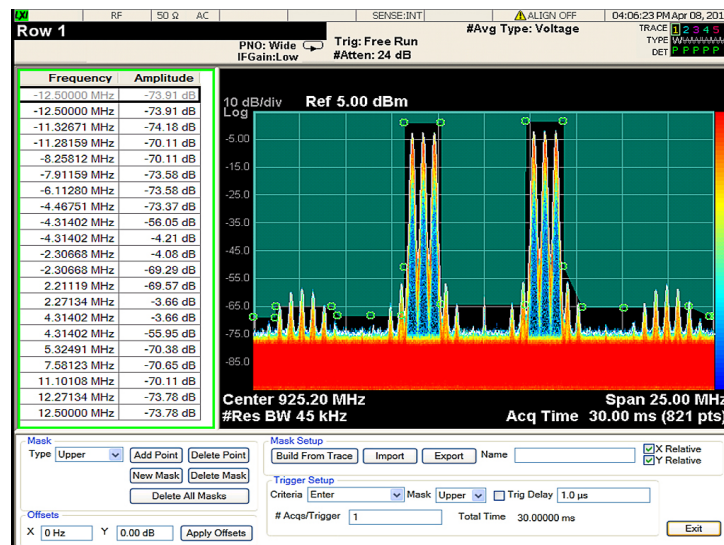 LXI RF 50 Ω AC SENSE:INT ALIGN OFF 04:06:23 PM Apr 08, 201
Row 1
PNO: Wide
IFGain:Low
Trig: Free Run
#Atten: 24 dB
#Avg Type: Voltage
TRACE 1 2 3 4 5
TYPE
DET P P P P P
Frequency Amplitude
-12.50000 MHz -73.91 dB
-12.50000 MHz -73.91 dB
-11.32671 MHz -74.18 dB
-11.28159 MHz -70.11 dB
-8.25812 MHz -70.11 dB
-7.91159 MHz -73.58 dB
-6.11280 MHz -73.58 dB
-4.46751 MHz -73.37 dB
-4.31402 MHz -56.05 dB
-4.31402 MHz -4.21 dB
-2.30668 MHz -4.08 dB
-2.30668 MHz -69.29 dB
2.21119 MHz -69.57 dB
2.27134 MHz -3.66 dB
4.31402 MHz -3.66 dB
4.31402 MHz -55.95 dB
5.32491 MHz -70.38 dB
7.58123 MHz -70.65 dB
11.10108 MHz -70.11 dB
12.27134 MHz -73.78 dB
12.50000 MHz -73.78 dB
10 dB/div Ref 5.00 dBm
Log
-5.00
-15.0
-25.0
-35.0
-45.0
-55.0
-65.0
-75.0
-85.0
Center 925.20 MHz Span 25.00 MHz
#Res BW 45 kHz Acq Time 30.00 ms (821 pts)
Mask
Type Upper Add Point Delete Point
New Mask Delete Mask
Delete All Masks
Offsets
X 0 Hz Y 0.00 dB Apply Offsets
Mask Setup
Build From Trace Import Export Name
X Relative
Y Relative
Trigger Setup
Criteria Enter Mask Upper Trig Delay 1.0 µs
# Acqs/Trigger 1 Total Time 30.00000 ms
Exit